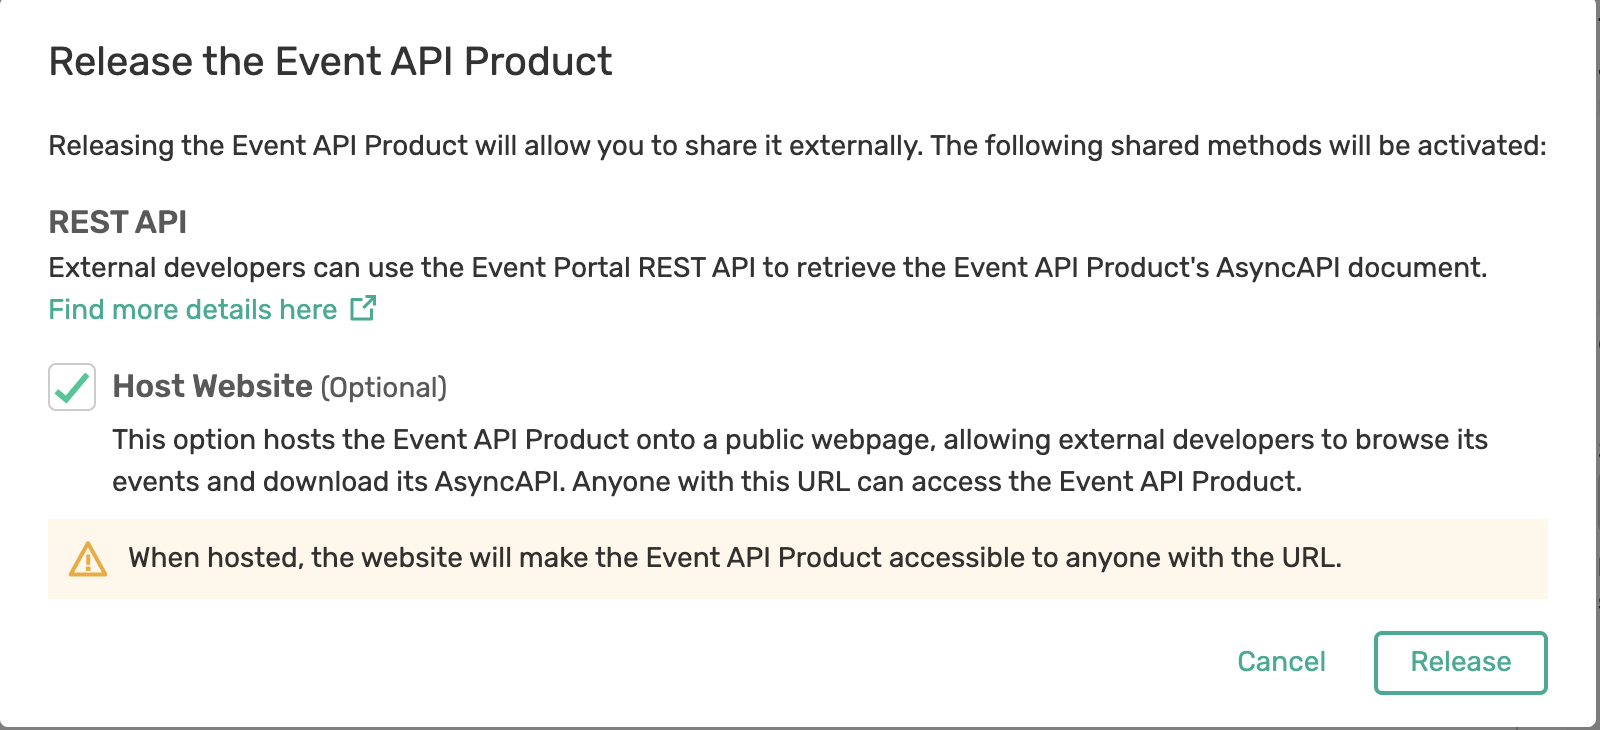 Release the Event API Product
Releasing the Event API Product will allow you to share it externally. The following shared methods will be activated:
REST API
External developers can use the Event Portal REST API to retrieve the Event API Product's AsyncAPI document.
Find more details here
Host Website (Optional)
This option hosts the Event API Product onto a public webpage, allowing external developers to browse its
events and download its AsyncAPI. Anyone with this URL can access the Event API Product.
When hosted, the website will make the Event API Product accessible to anyone with the URL.
Cancel
Release